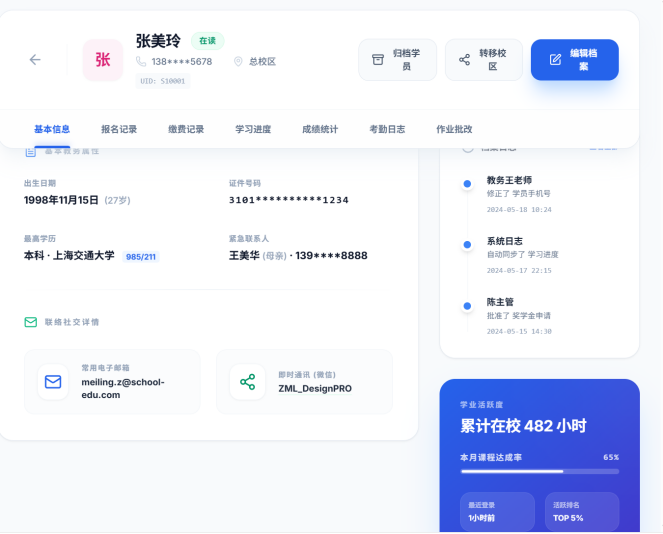 张
张美玲 在读
138****5678 总校区
UID: S10001
归档学员
转移校区
编辑档案
基本信息 报名记录 缴费记录 学习进度 成绩统计 考勤日志 作业批改
出生日期
1998年11月15日 (27岁)
证件号码
3101**********1234
最高学历
本科 · 上海交通大学 985/211
紧急联系人
王美华 (母亲) · 139****8888
联络社交详情
常用电子邮箱
meiling.z@school-
edu.com
即时通讯 (微信)
ZML_DesignPRO
教务王老师
修正了 学员手机号
2024-05-18 10:24
系统日志
自动同步了 学习进度
2024-05-17 22:15
陈主管
批准了 奖学金申请
2024-05-15 14:30
学业活跃度
累计在校 482 小时
本月课程达成率 65%
最近登录
1小时前
活跃排名
TOP 5%